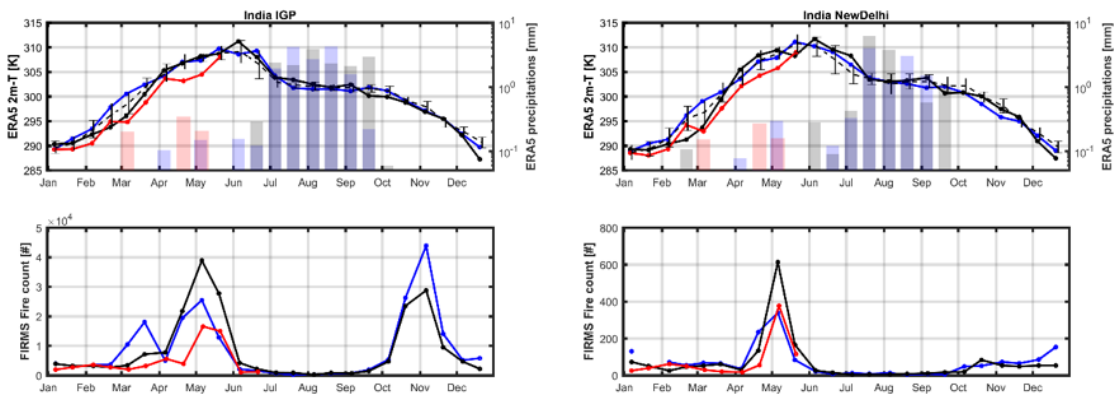 India IGP
ERA5 2m-T [K]
315
310
305
300
295
290
285
Jan Feb Mar Apr May Jun Jul Aug Sep Oct Nov Dec
10^1
10^0
10^-1
ERA5 precipitations [mm]
India NewDelhi
ERA5 2m-T [K]
315
310
305
300
295
290
285
Jan Feb Mar Apr May Jun Jul Aug Sep Oct Nov Dec
10^1
10^0
10^-1
ERA5 precipitations [mm]
× 10^4
FIRMS Fire count [#]
5
4
3
2
1
0
Jan Feb Mar Apr May Jun Jul Aug Sep Oct Nov Dec
FIRMS Fire count [#]
800
600
400
200
0
Jan Feb Mar Apr May Jun Jul Aug Sep Oct Nov Dec